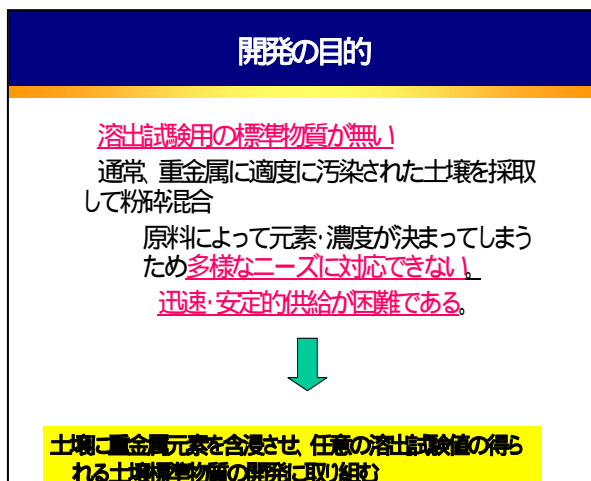 開発の目的
溶出試験用の標準物質が無い
通常、重金属に適度に汚染された土壌を採取
して粉砕混合
原料によって元素・濃度が決まってしまう
ため多様なニーズに対応できない。
迅速・安定的供給が困難である。
土壌に重金属元素を含浸させ、任意の溶出試験値の得ら
れる土壌標準物質の開発に取り組む